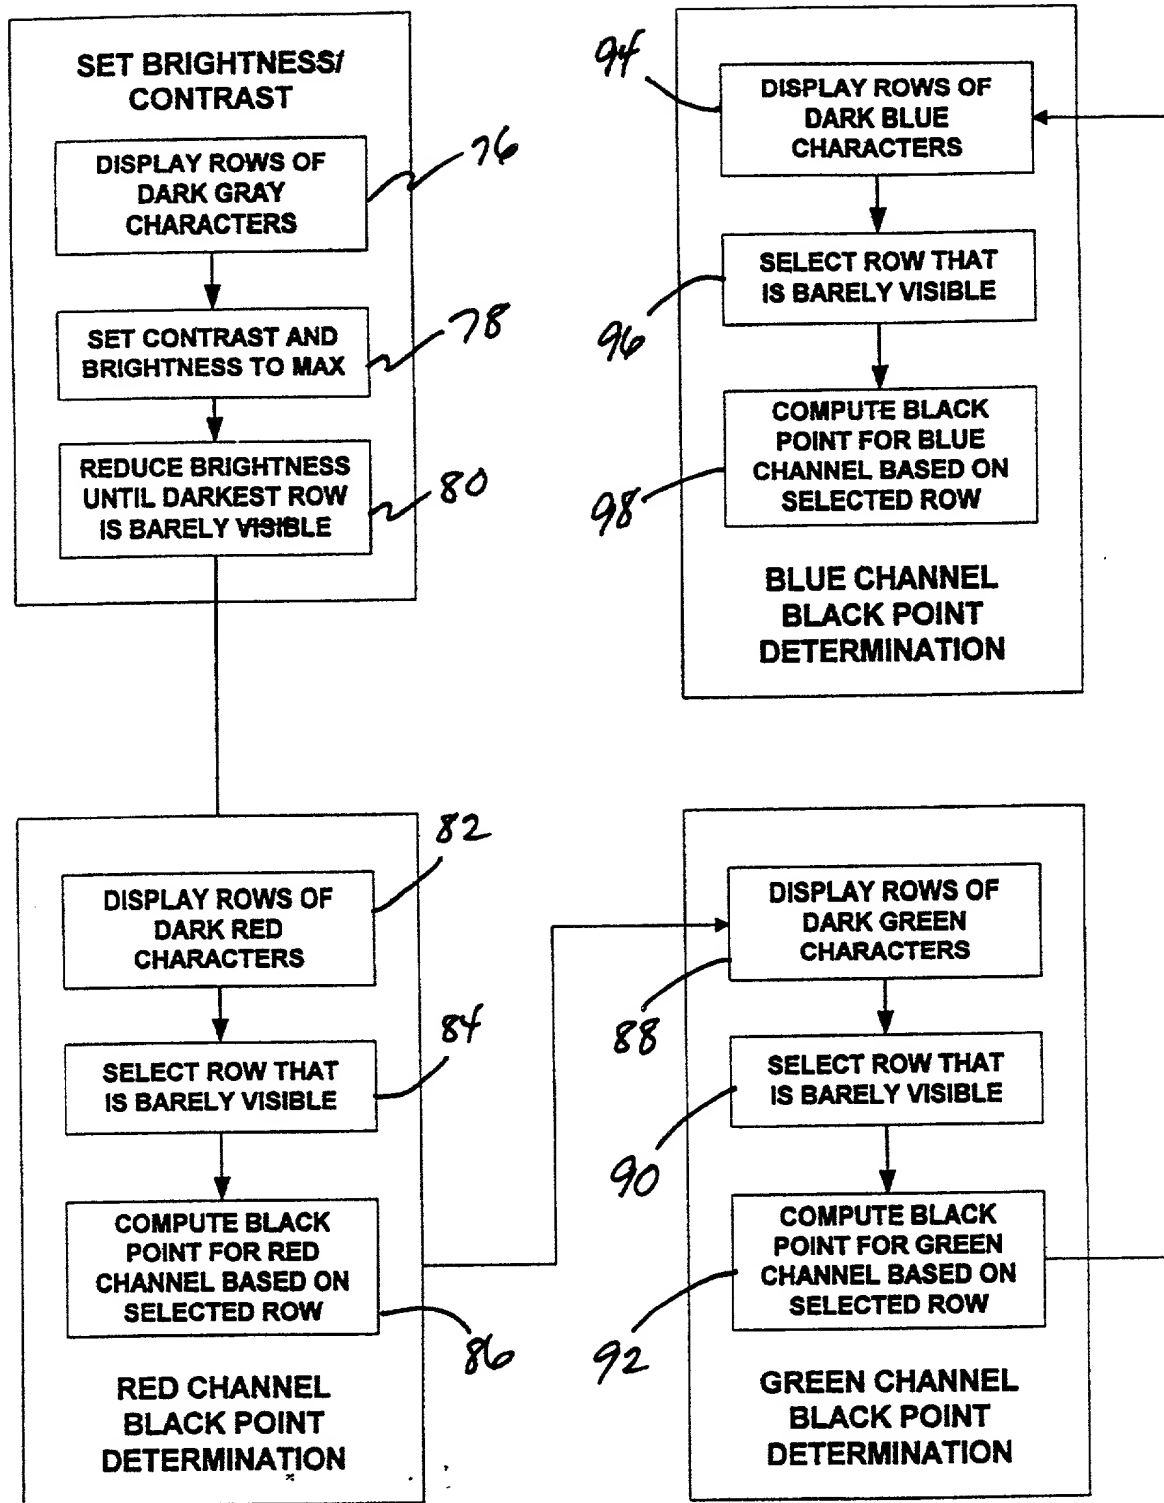 SET BRIGHTNESS/
CONTRAST
DISPLAY ROWS OF
DARK GRAY
CHARACTERS
76
SET CONTRAST AND
BRIGHTNESS TO MAX
78
REDUCE BRIGHTNESS
UNTIL DARKEST ROW
IS BARELY VISIBLE
80
82
DISPLAY ROWS OF
DARK RED
CHARACTERS
84
SELECT ROW THAT
IS BARELY VISIBLE
COMPUTE BLACK
POINT FOR RED
CHANNEL BASED ON
SELECTED ROW
86
RED CHANNEL
BLACK POINT
DETERMINATION
DISPLAY ROWS OF
DARK GREEN
CHARACTERS
88
SELECT ROW THAT
IS BARELY VISIBLE
90
COMPUTE BLACK
POINT FOR GREEN
CHANNEL BASED ON
SELECTED ROW
92
GREEN CHANNEL
BLACK POINT
DETERMINATION
94
DISPLAY ROWS OF
DARK BLUE
CHARACTERS
SELECT ROW THAT
IS BARELY VISIBLE
96
COMPUTE BLACK
POINT FOR BLUE
CHANNEL BASED ON
SELECTED ROW
98
BLUE CHANNEL
BLACK POINT
DETERMINATION